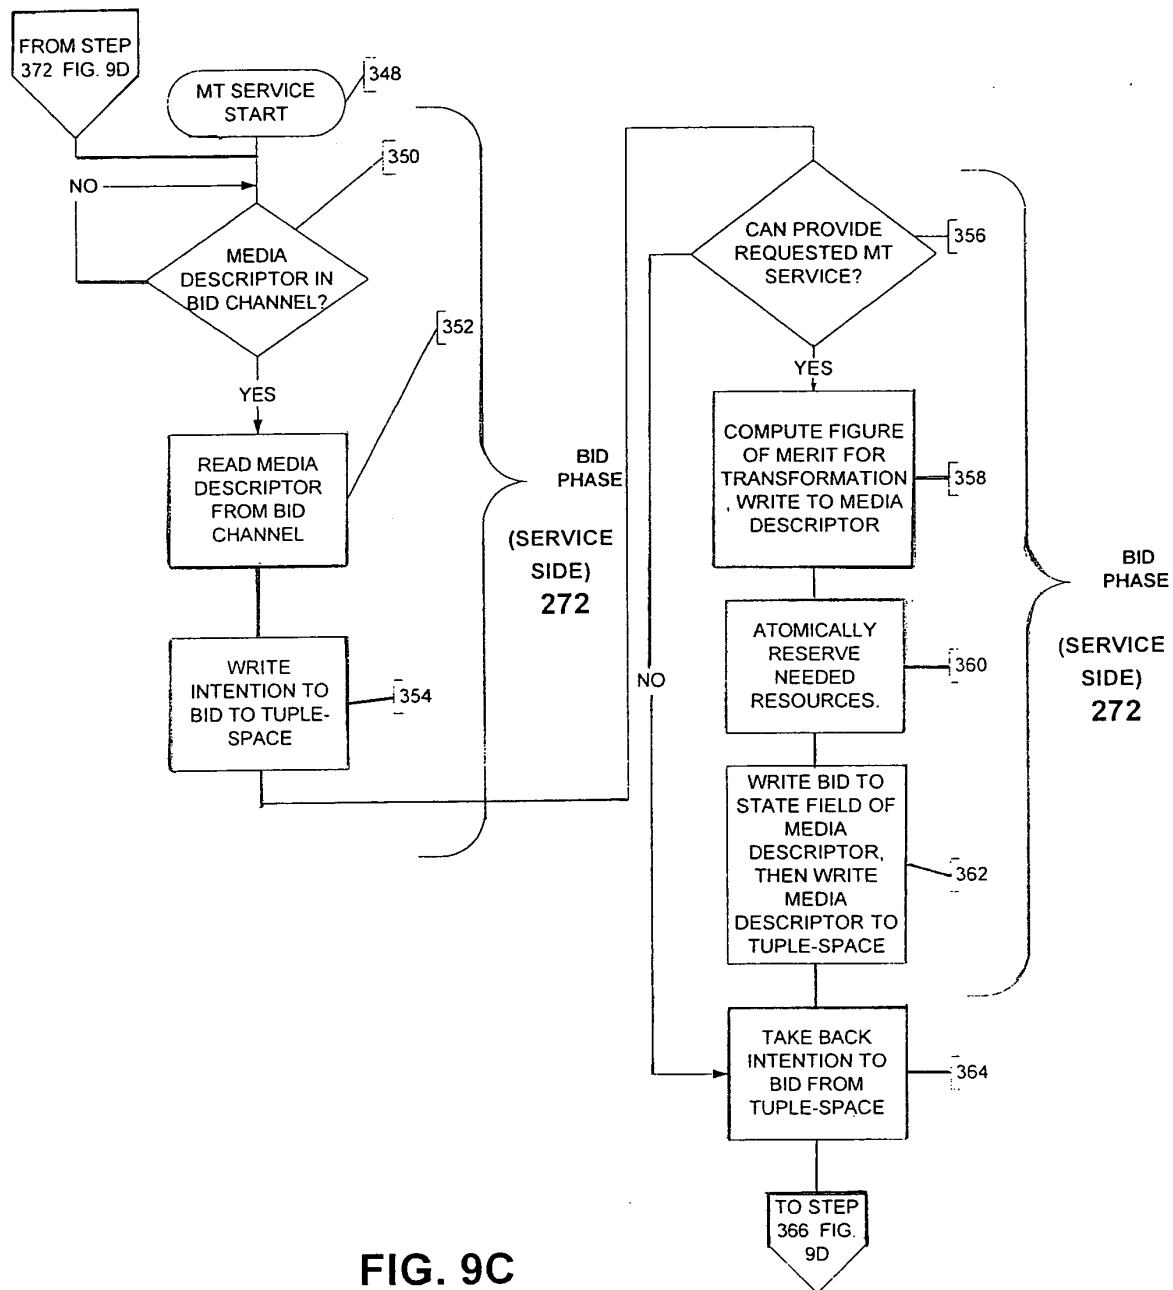 FROM STEP
372 FIG. 9D
MT SERVICE
START
348
350
NO
MEDIA
DESCRIPTOR IN
BID CHANNEL?
352
YES
READ MEDIA
DESCRIPTOR
FROM BID
CHANNEL
WRITE
INTENTION TO
BID TO TUPLE-
SPACE
354
BID
PHASE
(SERVICE
SIDE)
272
CAN PROVIDE
REQUESTED MT
SERVICE?
356
YES
COMPUTE FIGURE
OF MERIT FOR
TRANSFORMATION
, WRITE TO MEDIA
DESCRIPTOR
358
ATOMICALLY
RESERVE
NEEDED
RESOURCES.
360
NO
WRITE BID TO
STATE FIELD OF
MEDIA
DESCRIPTOR,
THEN WRITE
MEDIA
DESCRIPTOR TO
TUPLE-SPACE
362
BID
PHASE
(SERVICE
SIDE)
272
TAKE BACK
INTENTION TO
BID FROM
TUPLE-SPACE
364
TO STEP
366 FIG.
9D
FIG. 9C